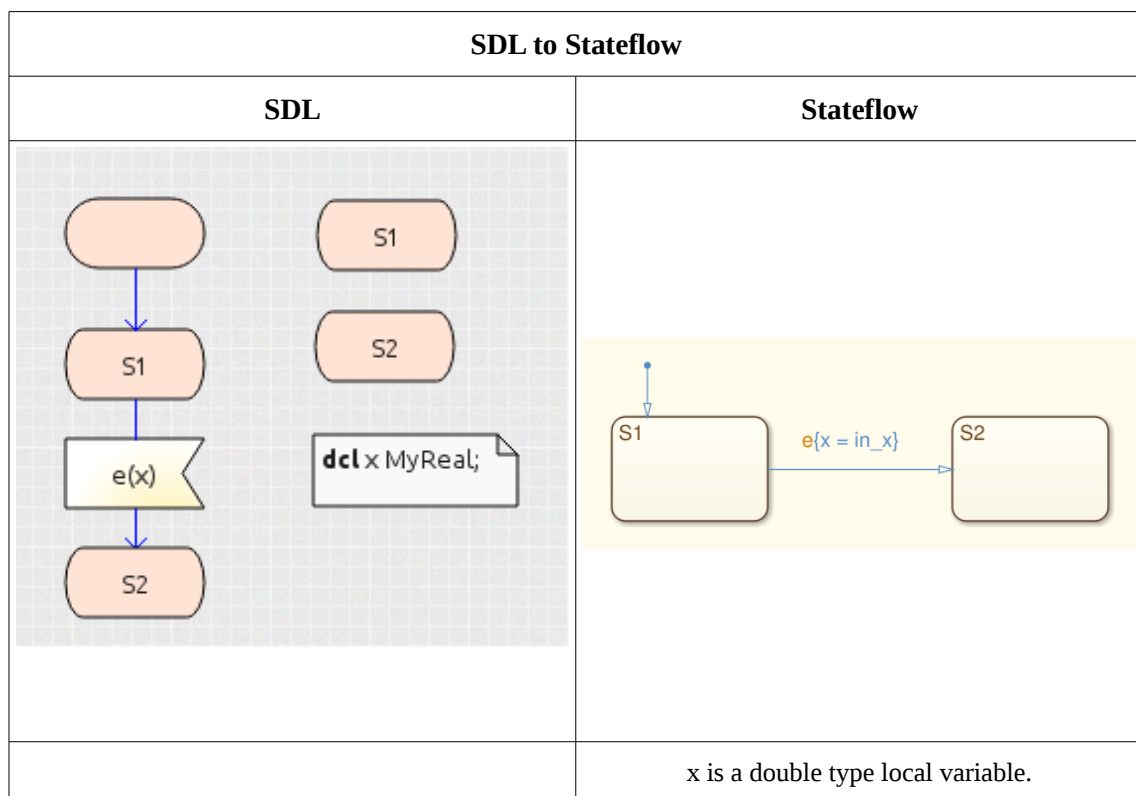 SDL to Stateflow
SDL
Stateflow
S1
e(x)
S2
S1
S2
dcl x MyReal;
S1
e{x = in_x}
S2
x is a double type local variable.